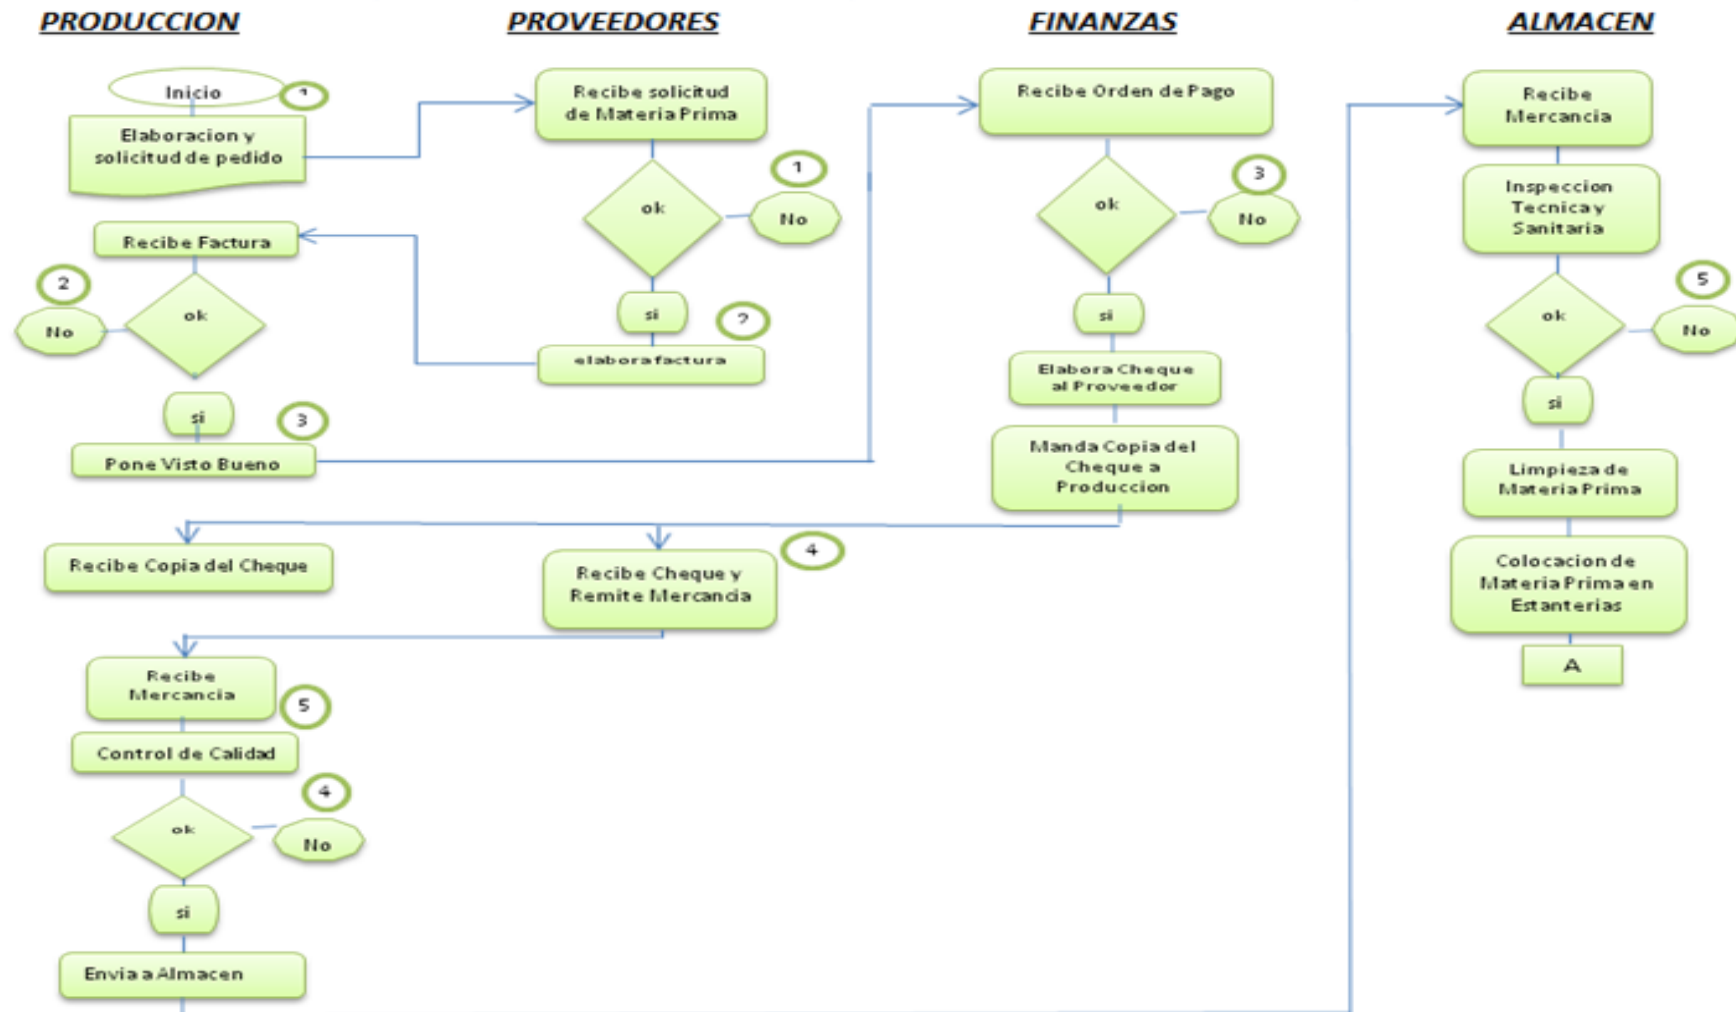 PRODUCCION
Inicio
1
Elaboracion y
solicitud de pedido
Recibe Factura
2
No
ok
si
3
Pone Visto Bueno
Recibe Copia del Cheque
Recibe
Mercancia
5
Control de Calidad
4
ok
No
si
Envia a Almacen
PROVEEDORES
Recibe solicitud
de Materia Prima
1
ok
No
si
2
elabora factura
4
Recibe Cheque y
Remite Mercancia
FINANZAS
Recibe Orden de Pago
3
ok
No
si
Elabora Cheque
al Proveedor
Manda Copia del
Cheque a
Produccion
ALMACEN
Recibe
Mercancia
Inspeccion
Tecnica y
Sanitaria
5
ok
No
si
Limpieza de
Materia Prima
Colocacion de
Materia Prima en
Estanterias
A